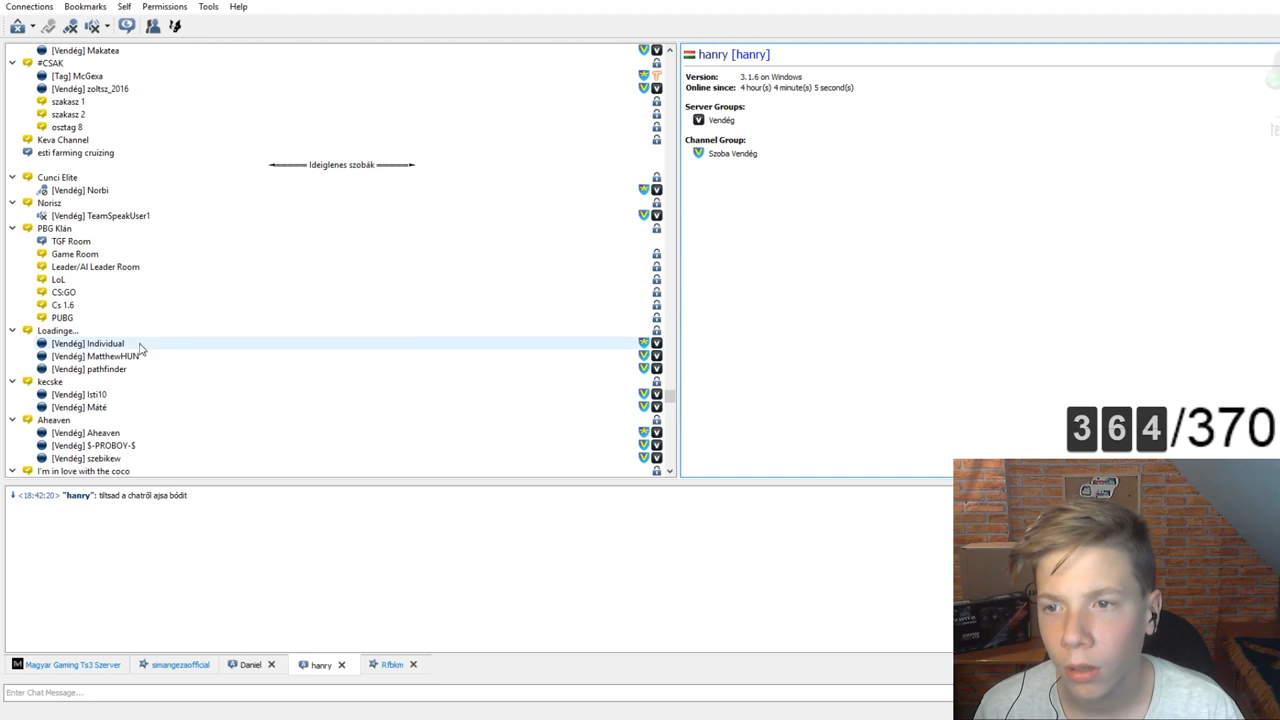 Connections Bookmarks Self Permissions Tools Help
[Vendég] Makatea
#CSAK
[Tag] McGexa
[Vendég] zoltsz_2016
szakasz 1
szakasz 2
osztag 8
Keva Channel
esti farming cruizing
Ideiglenes szobák
Cunci Elite
[Vendég] Norbi
Norisz
[Vendég] TeamSpeakUser1
PBG Klán
TGF Room
Game Room
Leader/Al Leader Room
LoL
CS:GO
Cs 1.6
PUBG
Loadinge...
[Vendég] Individual
[Vendég] MatthewHUN
[Vendég] pathfinder
kecske
[Vendég] Isti10
[Vendég] Máté
Aheaven
[Vendég] Aheaven
[Vendég] $-PROBOY-$
[Vendég] szebikew
I'm in love with the coco
hanry [hanry]
Version: 3.1.6 on Windows
Online since: 4 hour(s) 4 minute(s) 5 second(s)
Server Groups:
Vendég
Channel Group:
Szoba Vendég
364/370
<18:42:20> "hanry": tiltsad a chatről ajsa bódit
Magyar Gaming Ts3 Szerver simangezaofficial Daniel hanry Rfbkm
Enter Chat Message...